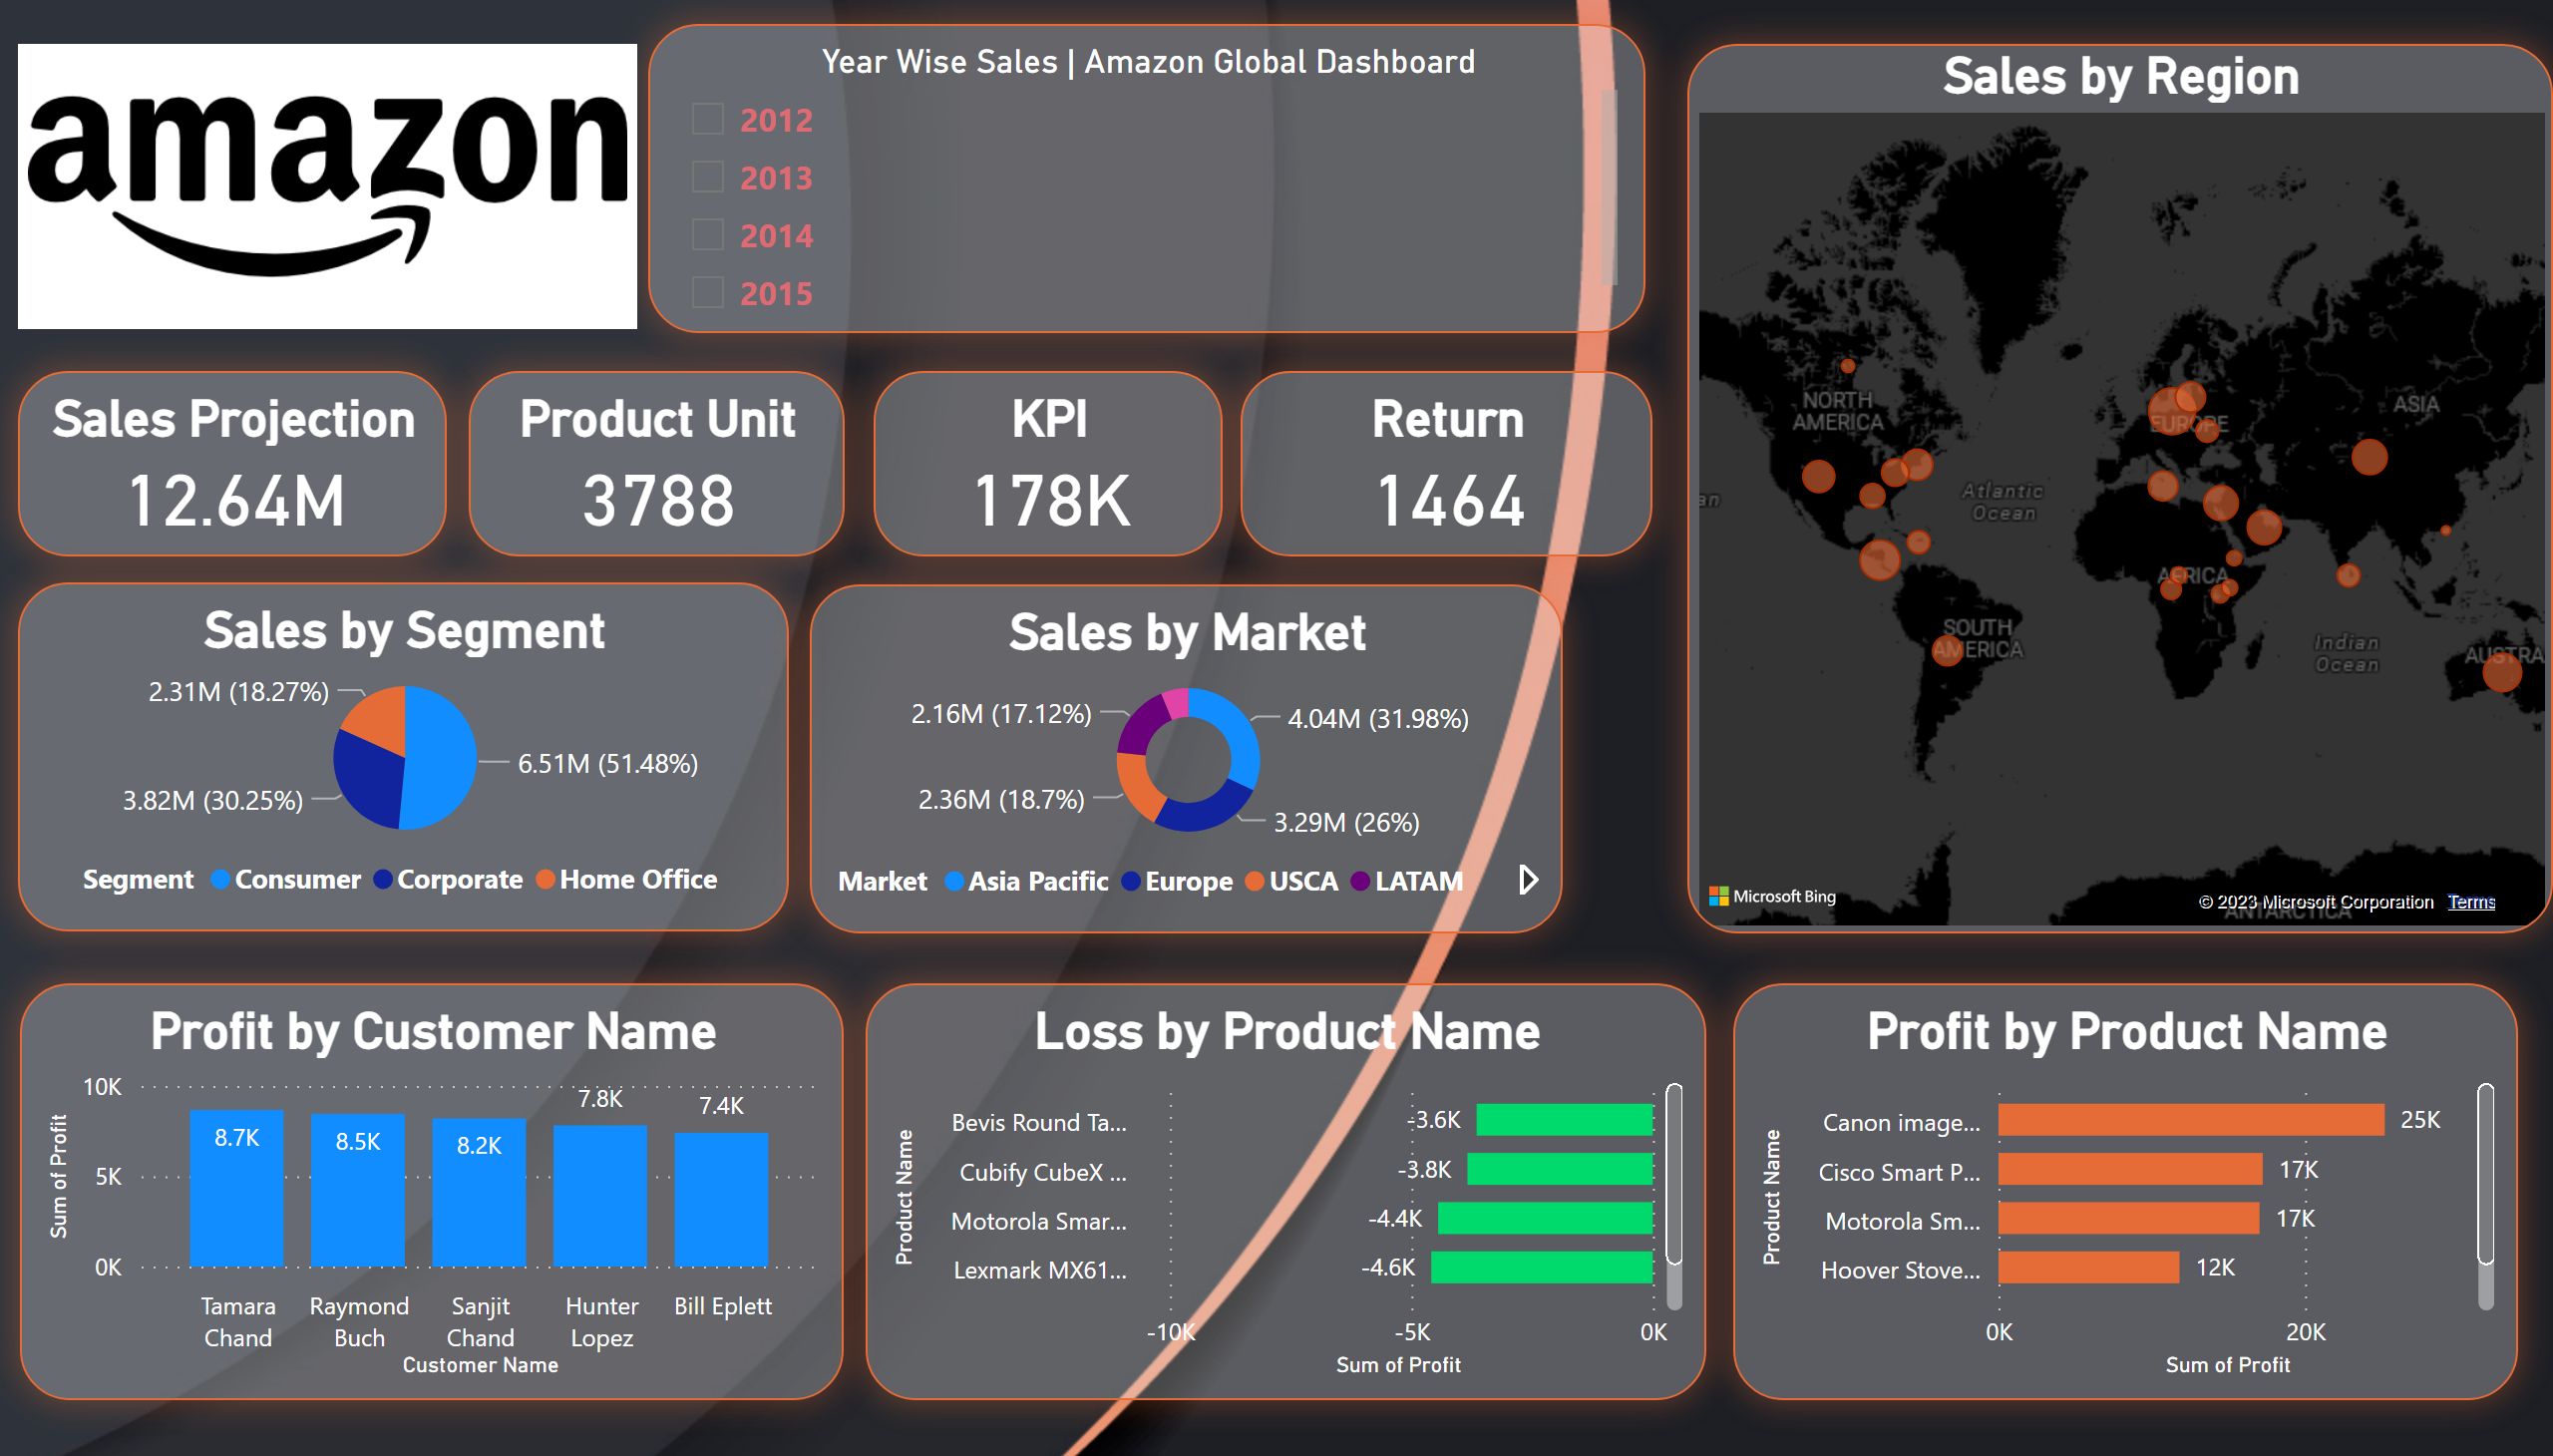 amazon
Year Wise Sales | Amazon Global Dashboard
2012
2013
2014
2015
Sales Projection
12.64M
Product Unit
3788
KPI
178K
Return
1464
Sales by Segment
2.31M (18.27%)
6.51M (51.48%)
3.82M (30.25%)
Segment Consumer Corporate Home Office
Sales by Market
2.16M (17.12%)
4.04M (31.98%)
2.36M (18.7%)
3.29M (26%)
Market Asia Pacific Europe USCA LATAM
Sales by Region
NORTH
AMERICA
EUROPE
ASIA
an
Atlantic
Ocean
AFRICA
SOUTH
AMERICA
Indian
Ocean
AUSTRA
Microsoft Bing
© 2023 Microsoft Corporation Terms
ANTARCTICA
Profit by Customer Name
Sum of Profit
10K
5K
0K
8.7K
8.5K
8.2K
7.8K
7.4K
Tamara
Chand
Raymond
Buch
Sanjit
Chand
Hunter
Lopez
Bill Eplett
Customer Name
Loss by Product Name
Product Name
Bevis Round Ta... -3.6K
Cubify CubeX ... -3.8K
Motorola Smar... -4.4K
Lexmark MX61... -4.6K
-10K -5K 0K
Sum of Profit
Profit by Product Name
Product Name
Canon image... 25K
Cisco Smart P... 17K
Motorola Sm... 17K
Hoover Stove... 12K
0K 20K
Sum of Profit